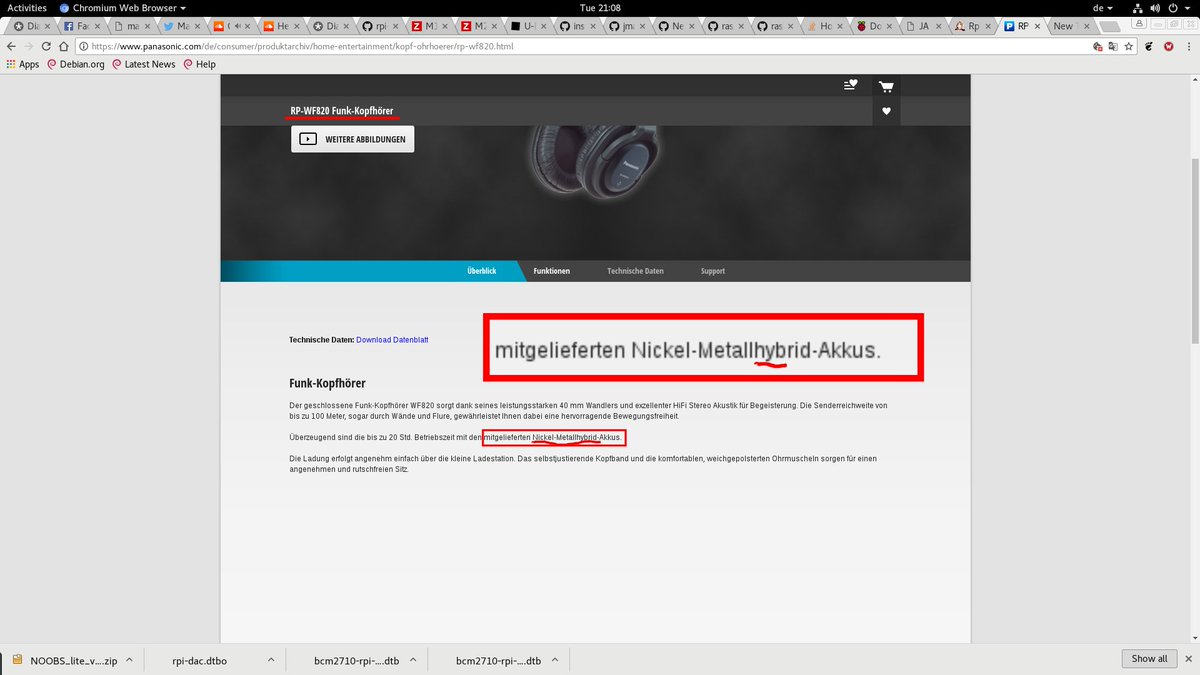 Activities Chromium Web Browser Tue 21:08 de
Dia Fac ma Ma C He Dia rpi- M U-I ins jma Ne ras ras Ho Do JA Rp RP New
https://www.panasonic.com/de/consumer/produktarchiv/home-entertainment/kopf-ohrhoerer/rp-wf820.html
Apps Debian.org Latest News Help
RP-WF820 Funk-Kopfhörer
WEITERE ABBILDUNGEN
Panasonic
Überblick Funktionen Technische Daten Support
Technische Daten: Download Datenblatt
mitgelieferten Nickel-Metallhybrid-Akkus.
Funk-Kopfhörer
Der geschlossene Funk-Kopfhörer WF820 sorgt dank seines leistungsstarken 40 mm Wandlers und exzellenter HiFi Stereo Akustik für Begeisterung. Die Senderreichweite von
bis zu 100 Meter, sogar durch Wände und Flure, gewährleistet Ihnen dabei eine hervorragende Bewegungsfreiheit.
Überzeugend sind die bis zu 20 Std. Betriebszeit mit den mitgelieferten Nickel-Metallhybrid-Akkus.
Die Ladung erfolgt angenehm einfach über die kleine Ladestation. Das selbstjustierende Kopfband und die komfortablen, weichgepolsterten Ohrmuscheln sorgen für einen
angenehmen und rutschfreien Sitz.
NOOBS_lite_v....zip rpi-dac.dtbo bcm2710-rpi-....dtb bcm2710-rpi-....dtb Show all